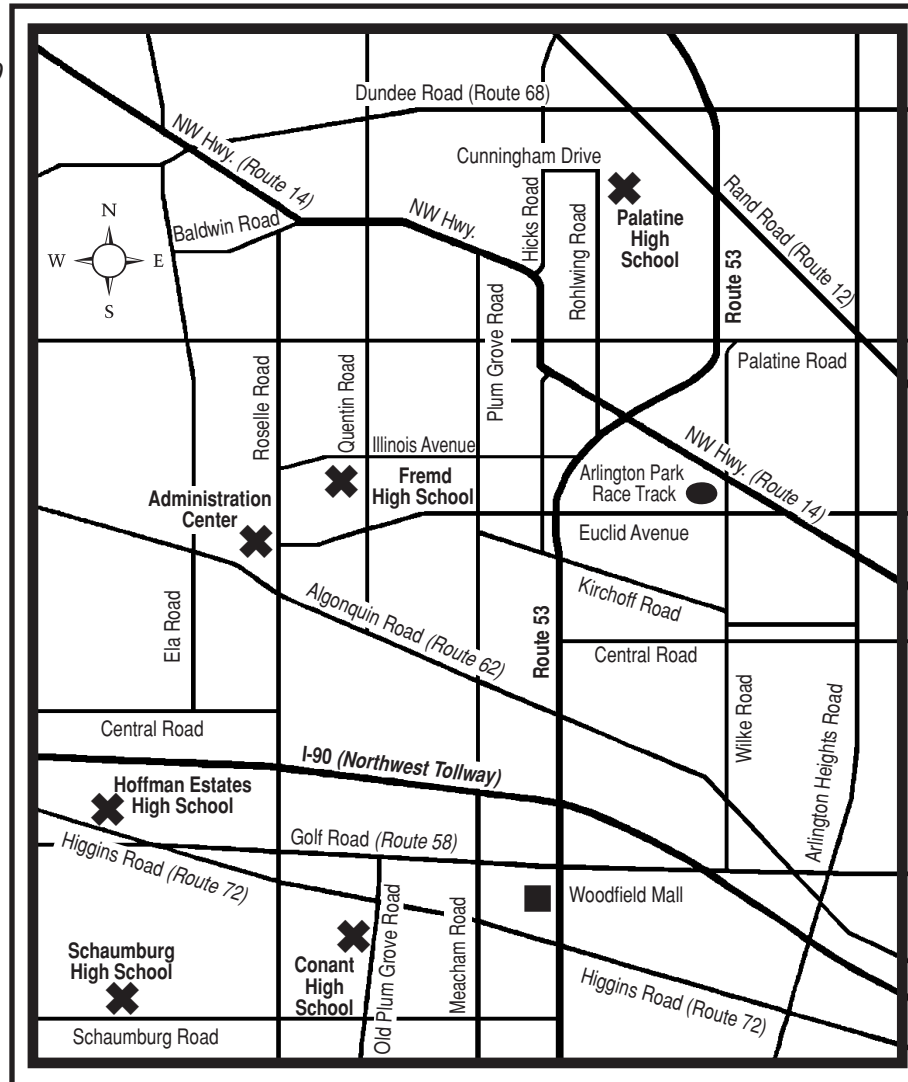 Dundee Road (Route 68)
NW Hwy. (Route 14)
Cunningham Drive
Baldwin Road
NW Hwy.
Hicks Road
Rohlwing Road
Palatine
High
School
Route 53
Rand Road (Route 12)
N
W
E
S
Plum Grove Road
Palatine Road
Roselle Road
Quentin Road
Illinois Avenue
Fremd
High School
Arlington Park
Race Track
NW Hwy. (Route 14)
Administration
Center
Euclid Avenue
Kirchoff Road
Ela Road
Algonquin Road (Route 62)
Route 53
Central Road
Wilke Road
Arlington Heights Road
Central Road
I-90 (Northwest Tollway)
Hoffman Estates
High School
Golf Road (Route 58)
Higgins Road (Route 72)
Woodfield Mall
Old Plum Grove Road
Meacham Road
Schaumburg
High School
Conant
High
School
Higgins Road (Route 72)
Schaumburg Road